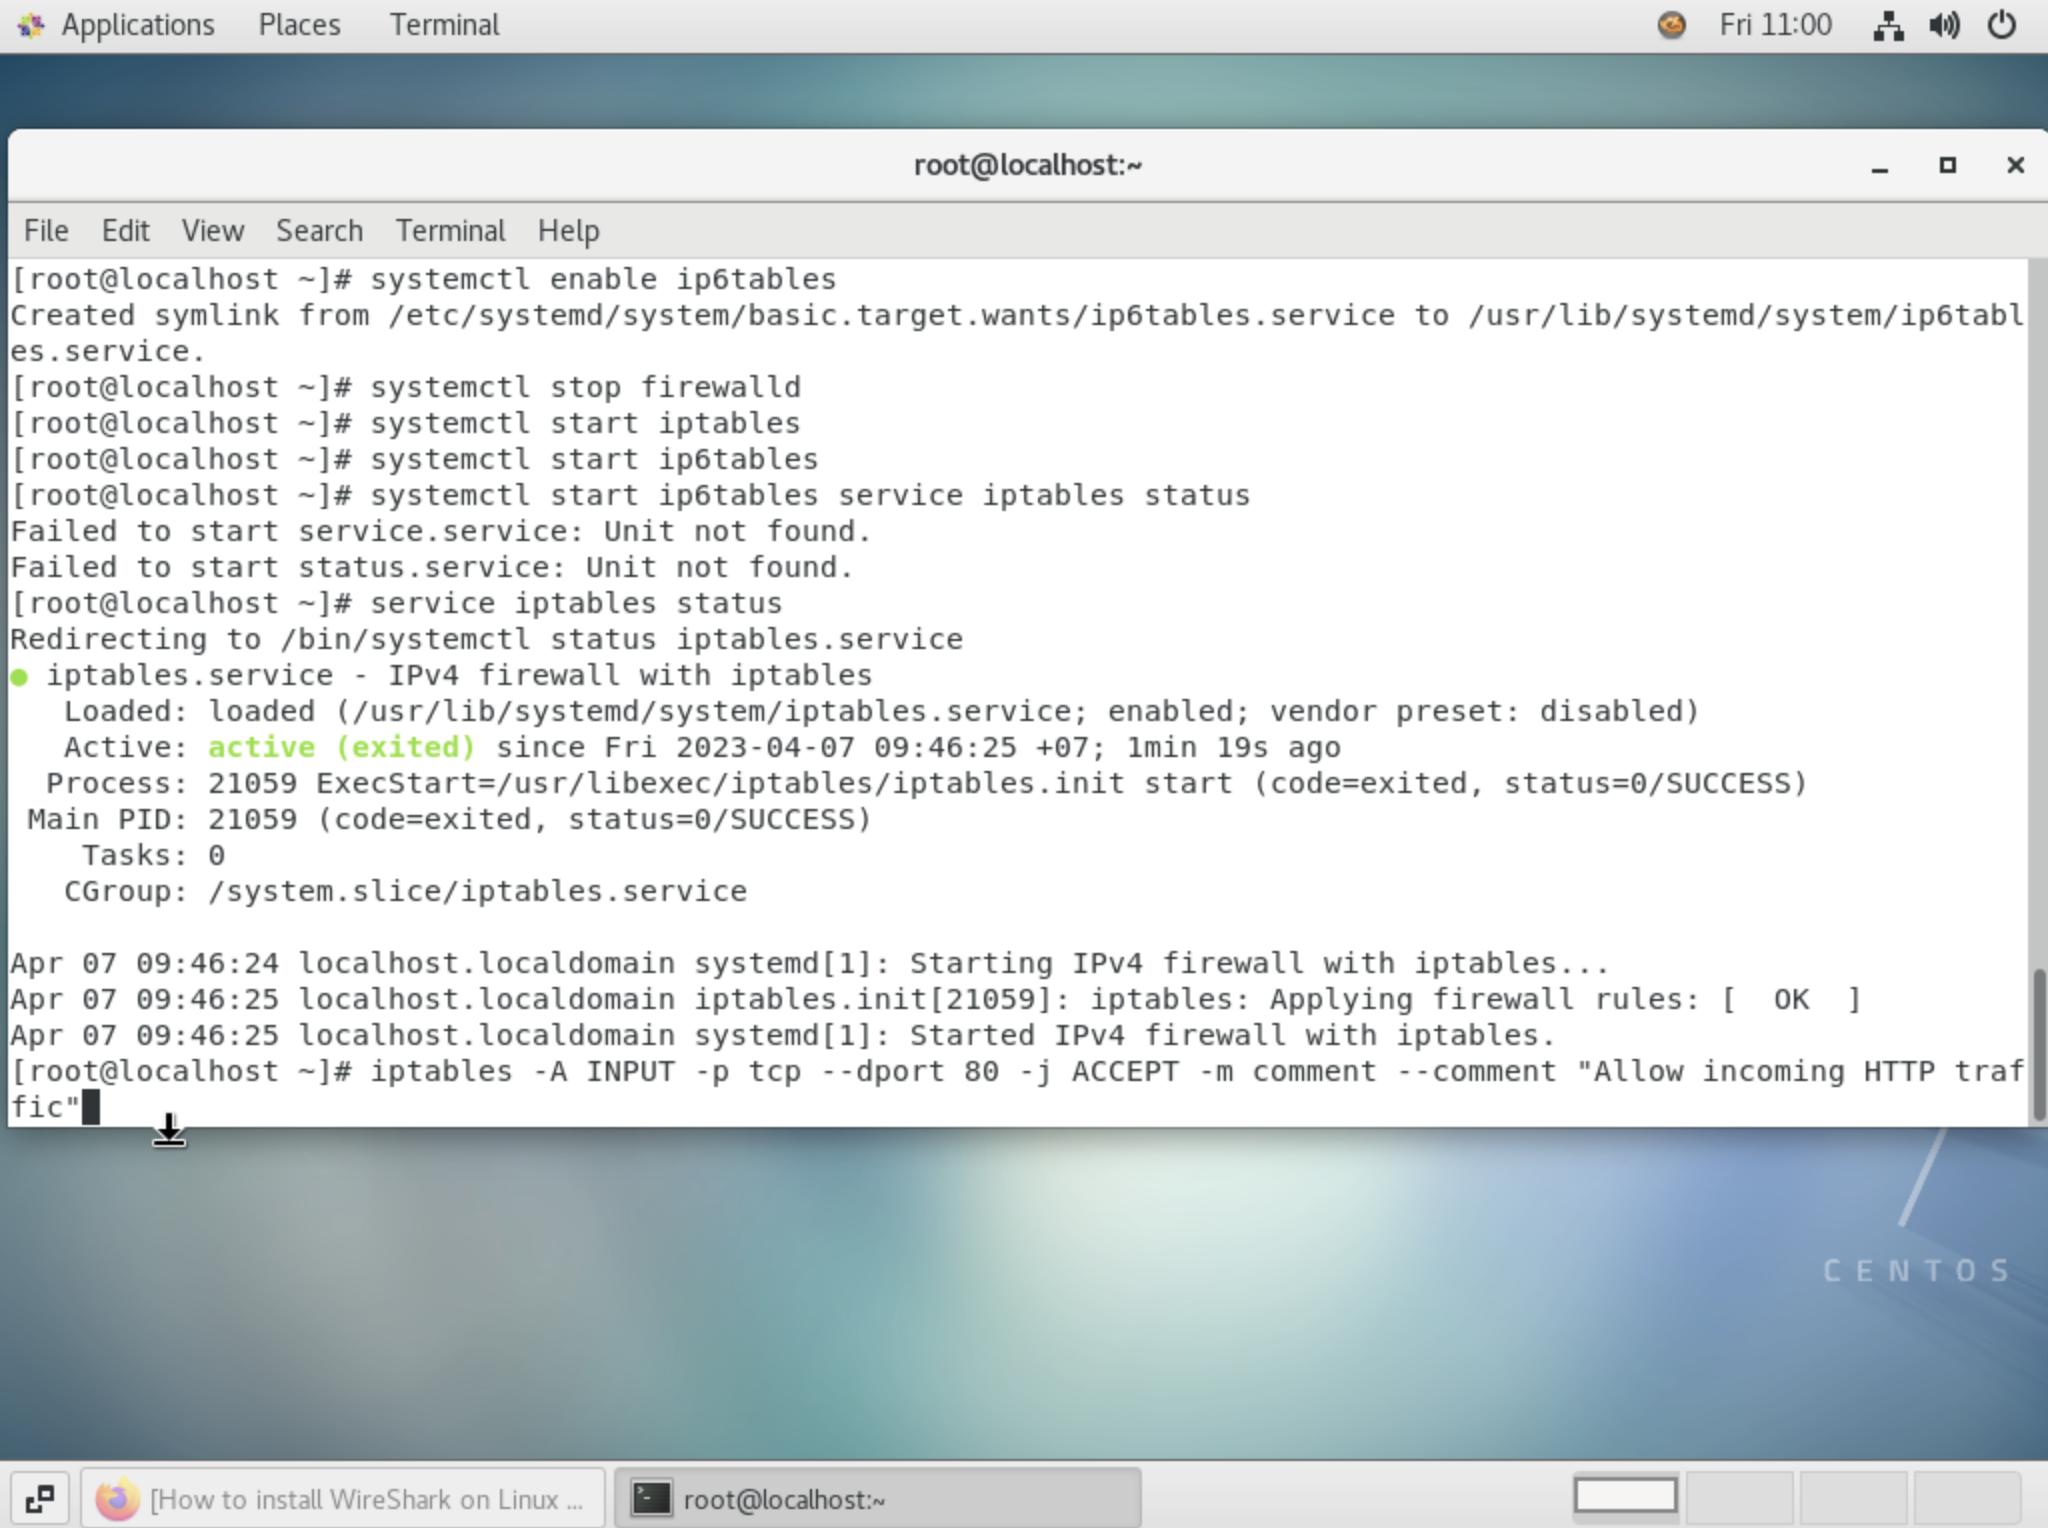 Applications Places Terminal Fri 11:00
root@localhost:~
File Edit View Search Terminal Help
[root@localhost ~]# systemctl enable ip6tables
Created symlink from /etc/systemd/system/basic.target.wants/ip6tables.service to /usr/lib/systemd/system/ip6tabl
es.service.
[root@localhost ~]# systemctl stop firewalld
[root@localhost ~]# systemctl start iptables
[root@localhost ~]# systemctl start ip6tables
[root@localhost ~]# systemctl start ip6tables service iptables status
Failed to start service.service: Unit not found.
Failed to start status.service: Unit not found.
[root@localhost ~]# service iptables status
Redirecting to /bin/systemctl status iptables.service
● iptables.service - IPv4 firewall with iptables
   Loaded: loaded (/usr/lib/systemd/system/iptables.service; enabled; vendor preset: disabled)
   Active: active (exited) since Fri 2023-04-07 09:46:25 +07; 1min 19s ago
  Process: 21059 ExecStart=/usr/libexec/iptables/iptables.init start (code=exited, status=0/SUCCESS)
 Main PID: 21059 (code=exited, status=0/SUCCESS)
    Tasks: 0
   CGroup: /system.slice/iptables.service
Apr 07 09:46:24 localhost.localdomain systemd[1]: Starting IPv4 firewall with iptables...
Apr 07 09:46:25 localhost.localdomain iptables.init[21059]: iptables: Applying firewall rules: [  OK  ]
Apr 07 09:46:25 localhost.localdomain systemd[1]: Started IPv4 firewall with iptables.
[root@localhost ~]# iptables -A INPUT -p tcp --dport 80 -j ACCEPT -m comment --comment "Allow incoming HTTP traf
fic"
CENTOS
[How to install WireShark on Linux ... root@localhost:~